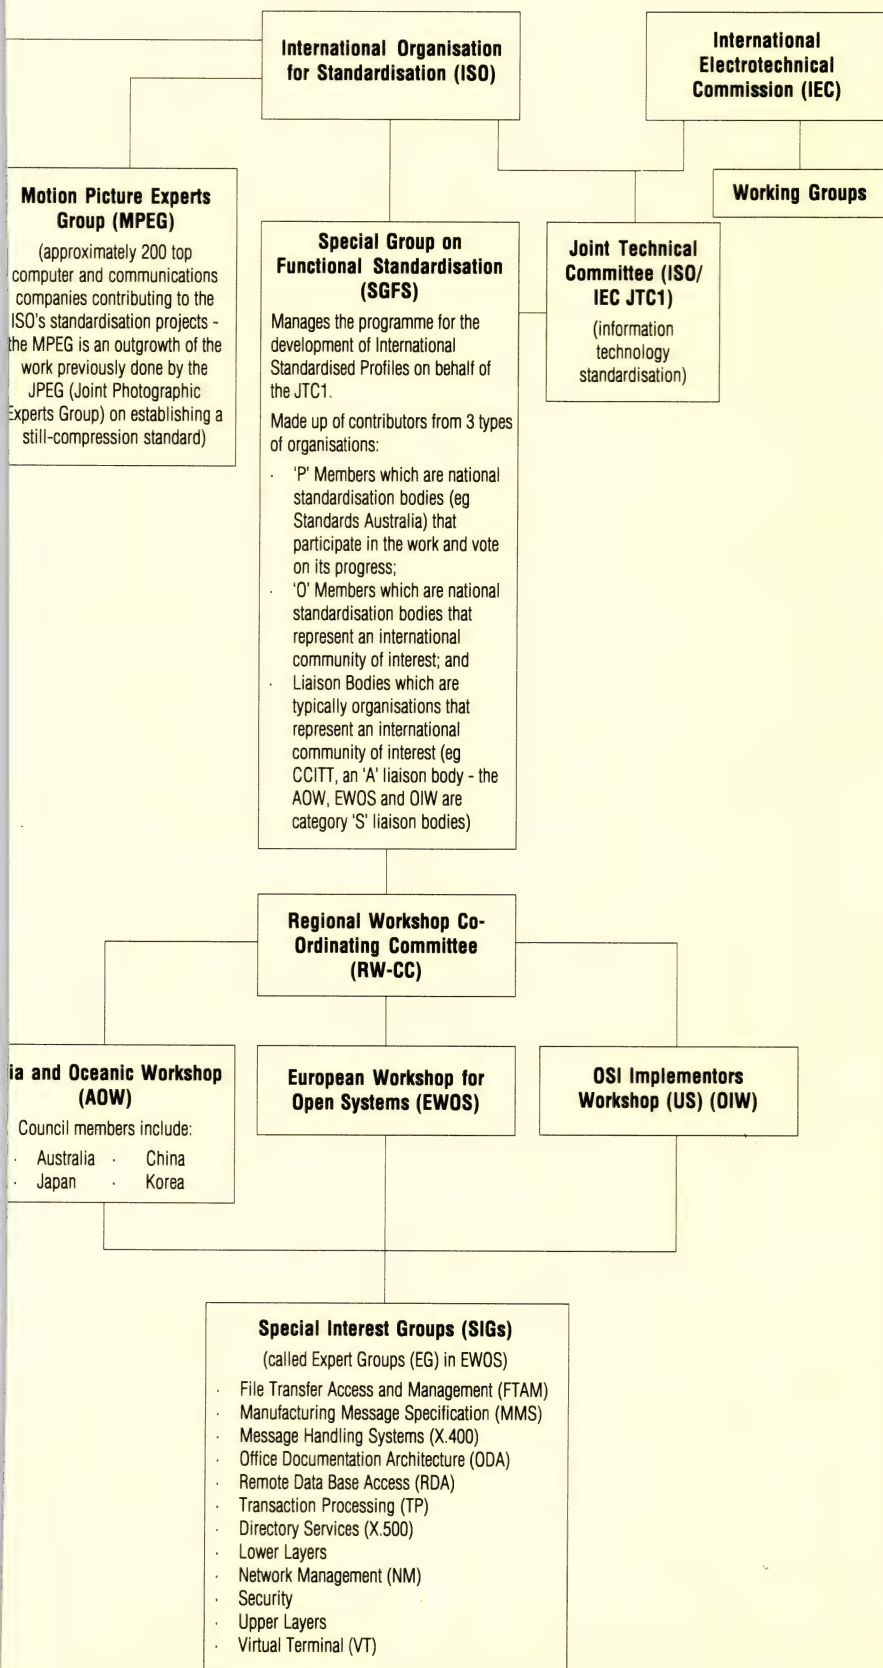 International Organisation
for Standardisation (ISO)
International
Electrotechnical
Commission (IEC)
Motion Picture Experts
Group (MPEG)
(approximately 200 top
computer and communications
companies contributing to the
ISO's standardisation projects -
the MPEG is an outgrowth of the
work previously done by the
JPEG (Joint Photographic
Experts Group) on establishing a
still-compression standard)
Working Groups
Special Group on
Functional Standardisation
(SGFS)
Manages the programme for the
development of International
Standardised Profiles on behalf of
the JTC1.
Made up of contributors from 3 types
of organisations:
· 'P' Members which are national
standardisation bodies (eg
Standards Australia) that
participate in the work and vote
on its progress;
· 'O' Members which are national
standardisation bodies that
represent an international
community of interest; and
· Liaison Bodies which are
typically organisations that
represent an international
community of interest (eg
CCITT, an 'A' liaison body - the
AOW, EWOS and OIW are
category 'S' liaison bodies)
Joint Technical
Committee (ISO/
IEC JTC1)
(information
technology
standardisation)
Regional Workshop Co-
Ordinating Committee
(RW-CC)
ia and Oceanic Workshop
(AOW)
Council members include:
· Australia · China
· Japan · Korea
European Workshop for
Open Systems (EWOS)
OSI Implementors
Workshop (US) (OIW)
Special Interest Groups (SIGs)
(called Expert Groups (EG) in EWOS)
· File Transfer Access and Management (FTAM)
· Manufacturing Message Specification (MMS)
· Message Handling Systems (X.400)
· Office Documentation Architecture (ODA)
· Remote Data Base Access (RDA)
· Transaction Processing (TP)
· Directory Services (X.500)
· Lower Layers
· Network Management (NM)
· Security
· Upper Layers
· Virtual Terminal (VT)